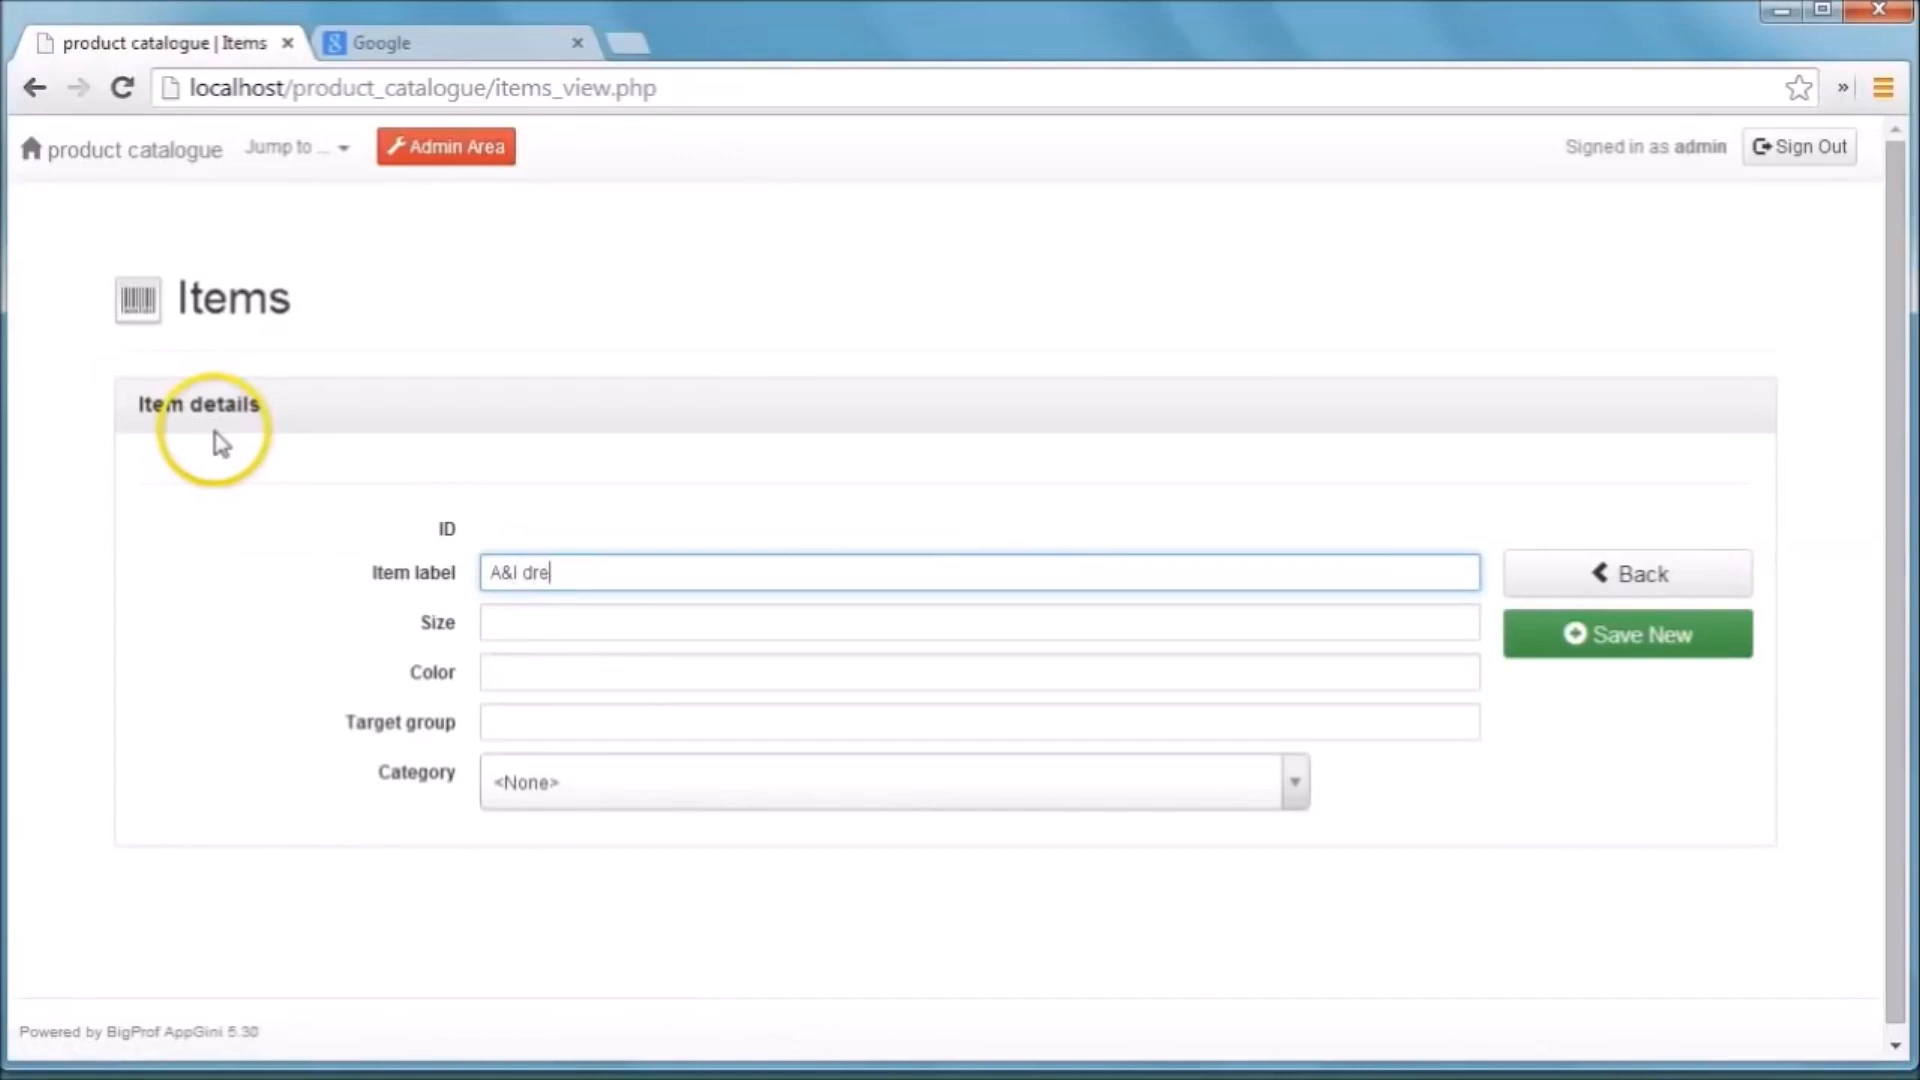 product catalogue | Items
Google
localhost/product_catalogue/items_view.php
product catalogue
Jump to ...
Admin Area
Signed in as admin
Sign Out
Items
Item details
ID
Item label
A&I dre
Back
Size
Save New
Color
Target group
Category
<None>
Powered by BigProf AppGini 5.30